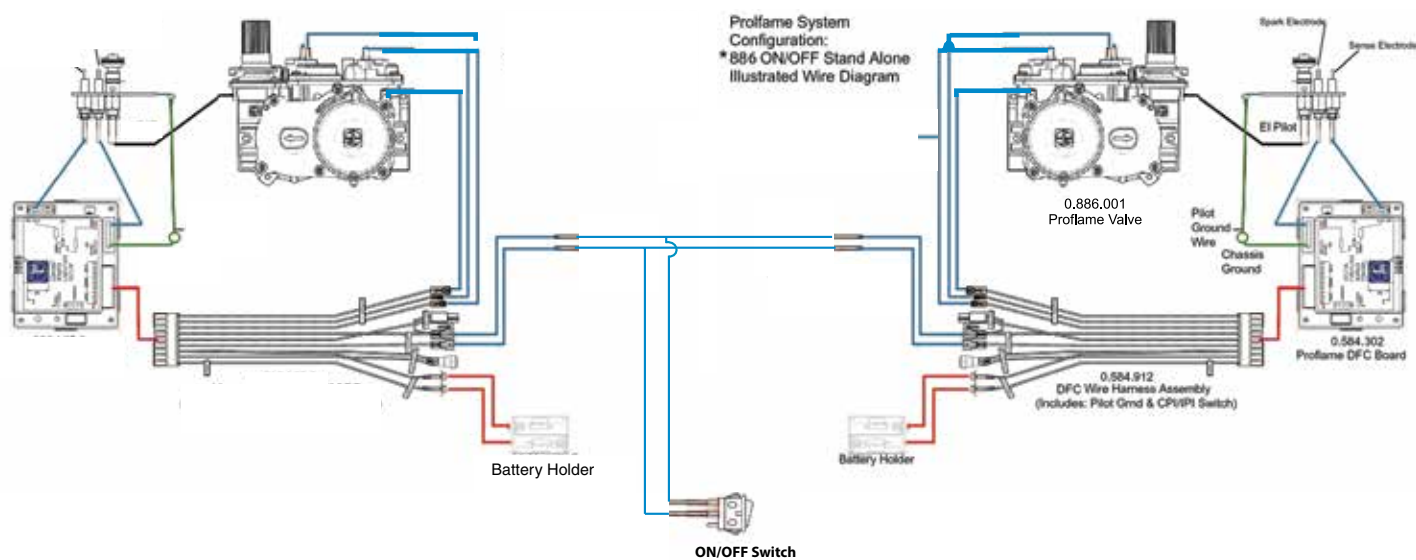 Prolfame System
Configuration:
*886 ON/OFF Stand Alone
Illustrated Wire Diagram
Spark Electrode
Sense Electrode
EI Pilot
0.886.001
Proflame Valve
Pilot
Ground
Wire
Chassis
Ground
0.584.302
Proflame DFC Board
0.584.912
DFC Wire Harness Assembly
(Includes: Pilot Grnd & CPI/IPI Switch)
Battery Holder
Battery Holder
ON/OFF Switch